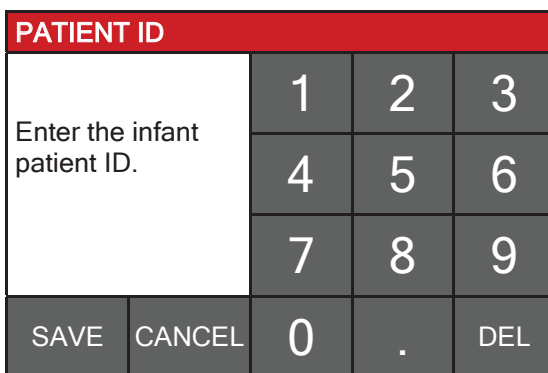 PATIENT ID
Enter the infant
patient ID.
1 2 3
4 5 6
7 8 9
SAVE CANCEL 0 . DEL